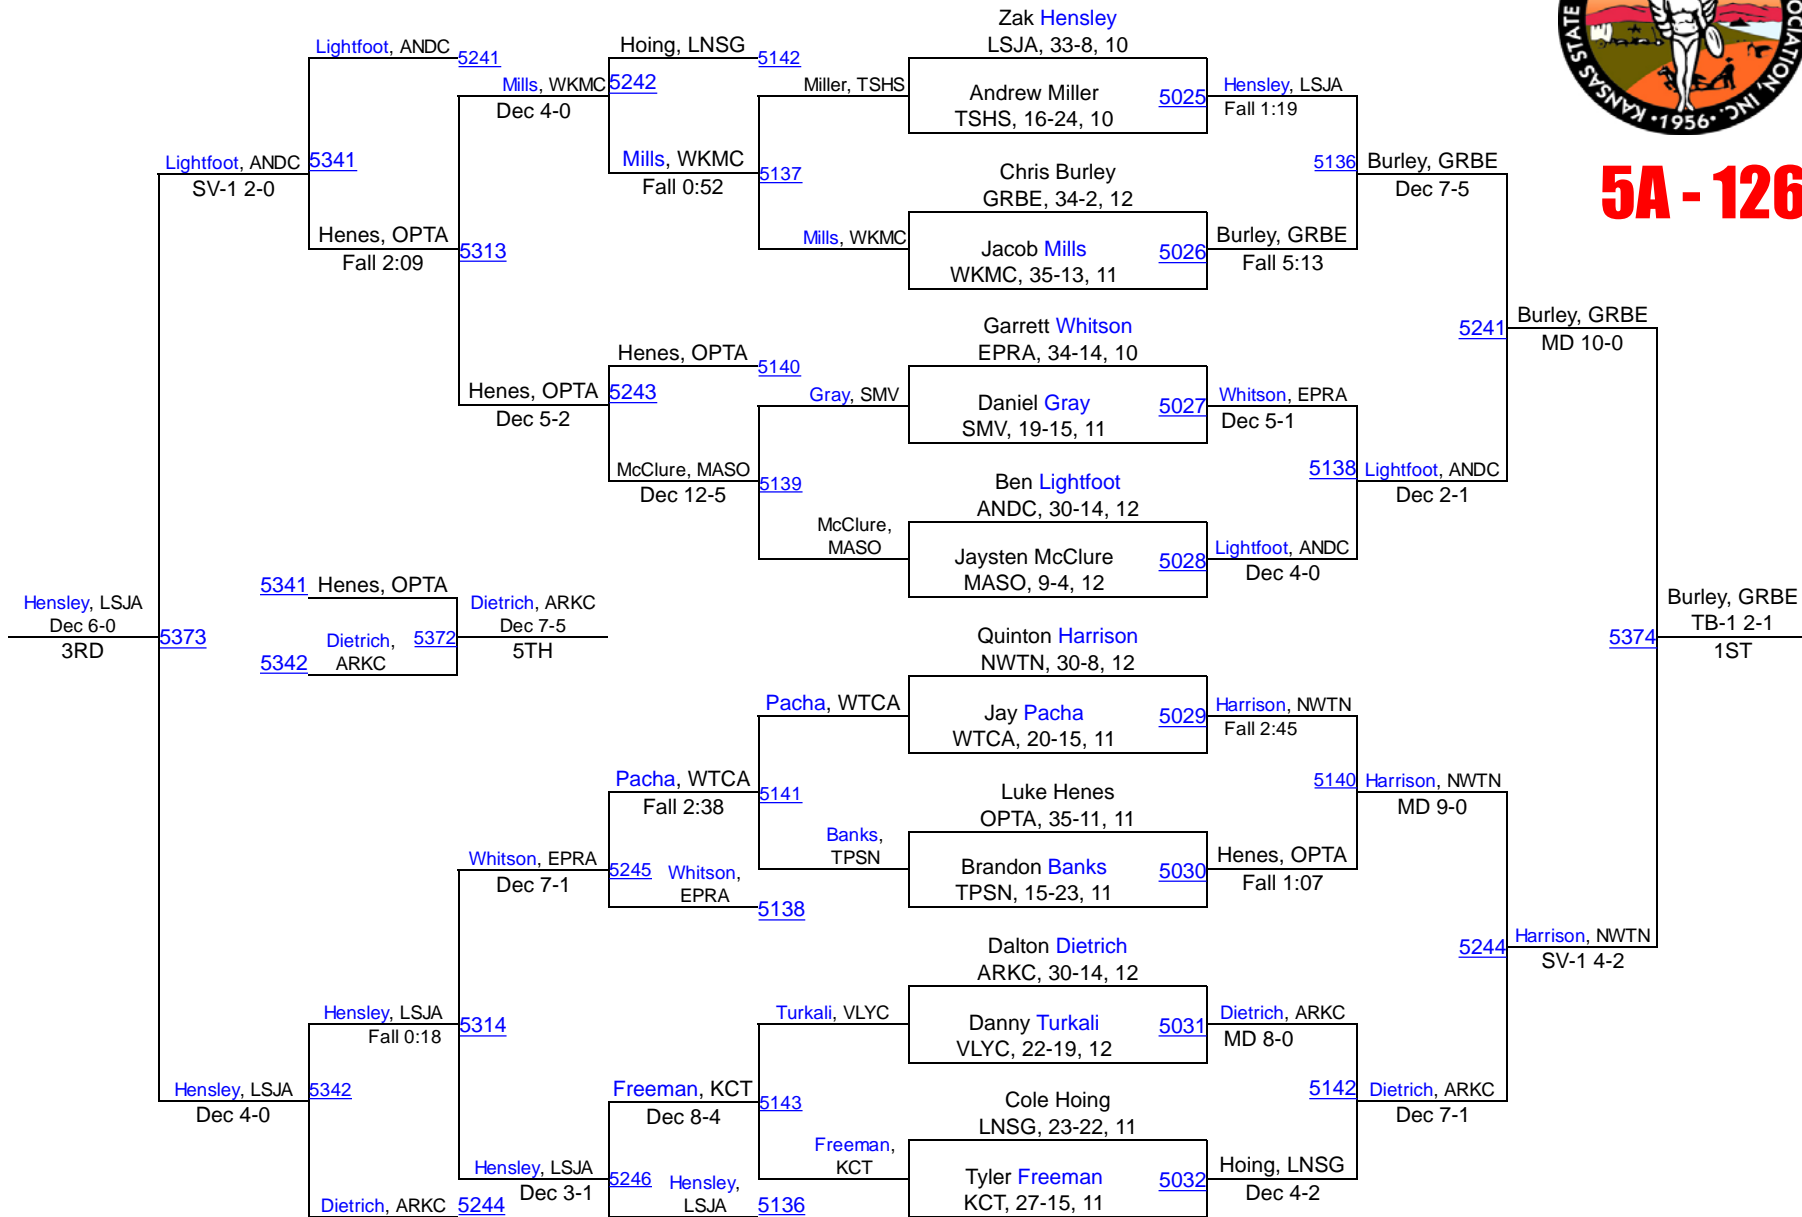 Zak Hensley
LSJA, 33-8, 10
Andrew Miller
TSHS, 16-24, 10
5025
Chris Burley
GRBE, 34-2, 12
Jacob Mills
WKMC, 35-13, 11
5026
Garrett Whitson
EPRA, 34-14, 10
Daniel Gray
SMV, 19-15, 11
5027
Ben Lightfoot
ANDC, 30-14, 12
Jaysten McClure
MASO, 9-4, 12
5028
Quinton Harrison
NWTN, 30-8, 12
Jay Pacha
WTCA, 20-15, 11
5029
Luke Henes
OPTA, 35-11, 11
Brandon Banks
TPSN, 15-23, 11
5030
Dalton Dietrich
ARKC, 30-14, 12
Danny Turkali
VLYC, 22-19, 12
5031
Cole Hoing
LNSG, 23-22, 11
Tyler Freeman
KCT, 27-15, 11
5032
Hensley, LSJA
Fall 1:19
5136
Burley, GRBE
Fall 5:13
Whitson, EPRA
Dec 5-1
5138
Lightfoot, ANDC
Dec 4-0
Harrison, NWTN
Fall 2:45
5140
Henes, OPTA
Fall 1:07
Dietrich, ARKC
MD 8-0
5142
Hoing, LNSG
Dec 4-2
Burley, GRBE
Dec 7-5
5241
Lightfoot, ANDC
Dec 2-1
Harrison, NWTN
MD 9-0
5244
Dietrich, ARKC
Dec 7-1
Burley, GRBE
MD 10-0
5374
Harrison, NWTN
SV-1 4-2
Burley, GRBE
TB-1 2-1
1ST
KANSAS STATE
OCIATION, INC.
•1956•
5A - 126
Miller, TSHS
5137
Mills, WKMC
Gray, SMV
5139
McClure,
MASO
Pacha, WTCA
5141
Banks,
TPSN
Turkali, VLYC
5143
Freeman,
KCT
Hoing, LNSG
5142
5242
Mills, WKMC
Fall 0:52
Henes, OPTA
5140
5243
McClure, MASO
Dec 12-5
Pacha, WTCA
Fall 2:38
5245
Whitson,
EPRA
5138
Freeman, KCT
Dec 8-4
5246
Hensley,
LSJA
5136
Mills, WKMC
Dec 4-0
5313
Henes, OPTA
Dec 5-2
Whitson, EPRA
Dec 7-1
5314
Hensley, LSJA
Dec 3-1
Lightfoot, ANDC
5241
5341
Henes, OPTA
Fall 2:09
Hensley, LSJA
Fall 0:18
5342
Dietrich, ARKC
5244
Lightfoot, ANDC
SV-1 2-0
5373
Hensley, LSJA
Dec 4-0
Hensley, LSJA
Dec 6-0
3RD
5341
Henes, OPTA
5342
Dietrich,
ARKC
5372
Dietrich, ARKC
Dec 7-5
5TH